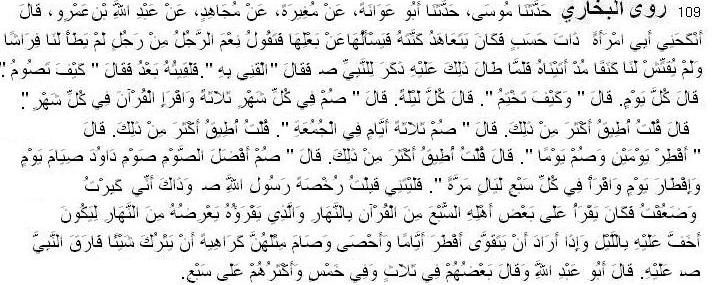 109 روى البخاري حَدَّثَنَا مُوسَى، حَدَّثَنَا أَبُو عَوَانَةَ، عَنْ مُغِيرَةَ، عَنْ مُجَاهِدٍ، عَنْ عَبْدِ اللَّهِ بْنِ عَمْرٍو، قَالَ
أَنْكَحَنِي أَبِي امْرَأَةً ذَاتَ حَسَبٍ فَكَانَ يَتَعَاهَدُ كَنَّتَهُ فَيَسْأَلُهَا عَنْ بَعْلِهَا فَتَقُولُ نِعْمَ الرَّجُلُ مِنْ رَجُلٍ لَمْ يَطَأْ لَنَا فِرَاشًا
وَلَمْ يُفَتِّشْ لَنَا كَنَفًا مُذْ أَتَيْنَاهُ فَلَمَّا طَالَ ذَلِكَ عَلَيْهِ ذَكَرَ لِلنَّبِيِّ صـ فَقَالَ " الْقَنِي بِهِ ". فَلَقِيتُهُ بَعْدُ فَقَالَ " كَيْفَ تَصُومُ "
قَالَ كُلَّ يَوْمٍ. قَالَ " وَكَيْفَ تَخْتِمُ ". قَالَ كُلَّ لَيْلَةٍ. قَالَ " صُمْ فِي كُلِّ شَهْرٍ ثَلاَثَةً وَاقْرَإِ الْقُرْآنَ فِي كُلِّ شَهْرٍ ".
قَالَ قُلْتُ أُطِيقُ أَكْثَرَ مِنْ ذَلِكَ. قَالَ " صُمْ ثَلاَثَةَ أَيَّامٍ فِي الْجُمُعَةِ ". قُلْتُ أُطِيقُ أَكْثَرَ مِنْ ذَلِكَ. قَالَ
" أَفْطِرْ يَوْمَيْنِ وَصُمْ يَوْمًا ". قَالَ قُلْتُ أُطِيقُ أَكْثَرَ مِنْ ذَلِكَ. قَالَ " صُمْ أَفْضَلَ الصَّوْمِ صَوْمَ دَاوُدَ صِيَامَ يَوْمٍ
وَإِفْطَارَ يَوْمٍ وَاقْرَأْ فِي كُلِّ سَبْعِ لَيَالٍ مَرَّةً ". فَلَيْتَنِي قَبِلْتُ رُخْصَةَ رَسُولِ اللَّهِ صـ وَذَاكَ أَنِّي كَبِرْتُ
وَضَعُفْتُ فَكَانَ يَقْرَأُ عَلَى بَعْضِ أَهْلِهِ السُّبْعَ مِنَ الْقُرْآنِ بِالنَّهَارِ وَالَّذِي يَقْرَؤُهُ يَعْرِضُهُ مِنَ النَّهَارِ لِيَكُونَ
أَخَفَّ عَلَيْهِ بِاللَّيْلِ وَإِذَا أَرَادَ أَنْ يَتَقَوَّى أَفْطَرَ أَيَّامًا وَأَحْصَى وَصَامَ مِثْلَهُنَّ كَرَاهِيةَ أَنْ يَتْرُكَ شَيْئًا فَارَقَ النَّبِيَّ
صـ عَلَيْهِ. قَالَ أَبُو عَبْدِ اللَّهِ وَقَالَ بَعْضُهُمْ فِي ثَلاَثٍ وَفِي خَمْسٍ وَأَكْثَرُهُمْ عَلَى سَبْعٍ.